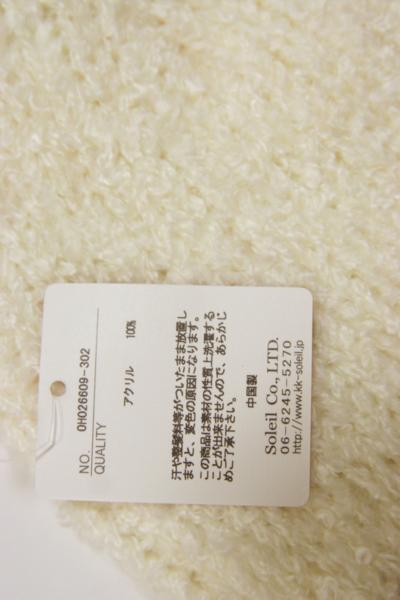 NO. 0H026609-302
QUALITY
アクリル 100%
汗や整髪料等がついたまま放置し
ますと、変色の原因になります。
この商品は素材の性質上洗濯する
ことが出来ませんので、あらかじ
めご了承下さい。
中国製
Soleil Co., LTD.
06-6245-5270
http://www.kk-soleil.jp